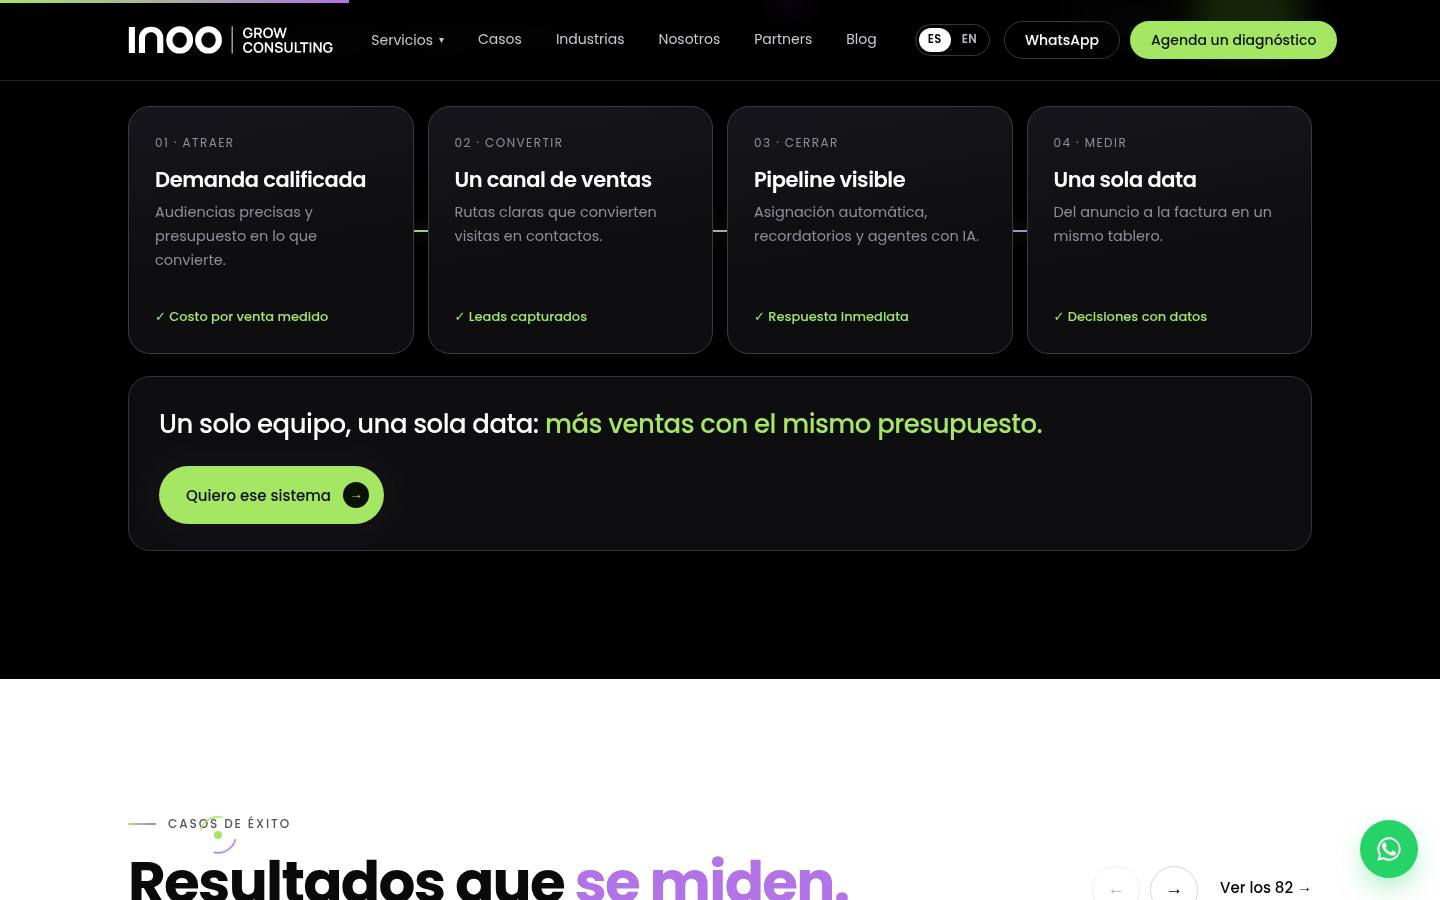 INOO GROW CONSULTING
Servicios ▾
Casos
Industrias
Nosotros
Partners
Blog
ES EN
WhatsApp
Agenda un diagnóstico
01 · ATRAER
Demanda calificada
Audiencias precisas y
presupuesto en lo que
convierte.
✓ Costo por venta medido
02 · CONVERTIR
Un canal de ventas
Rutas claras que convierten
visitas en contactos.
✓ Leads capturados
03 · CERRAR
Pipeline visible
Asignación automática,
recordatorios y agentes con IA.
✓ Respuesta inmediata
04 · MEDIR
Una sola data
Del anuncio a la factura en un
mismo tablero.
✓ Decisiones con datos
Un solo equipo, una sola data: más ventas con el mismo presupuesto.
Quiero ese sistema →
CASOS DE ÉXITO
Resultados que se miden.
← →
Ver los 82 →